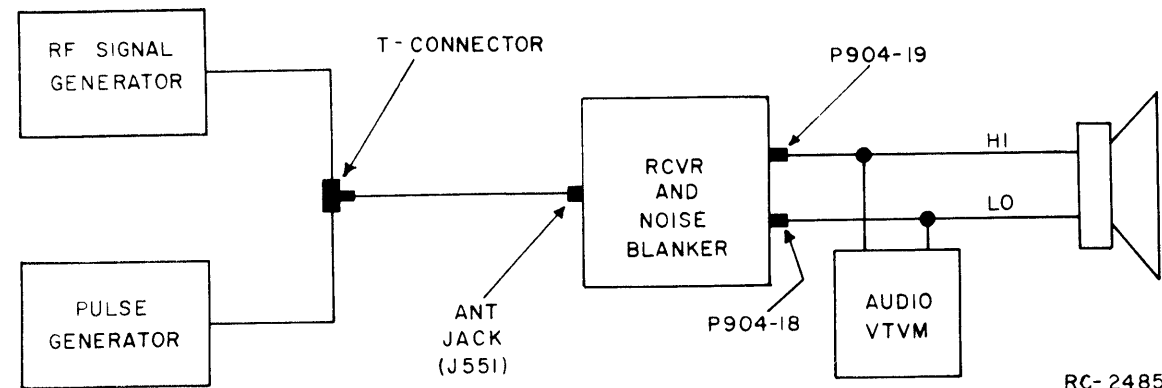 RF SIGNAL
GENERATOR
T-CONNECTOR
P904-19
RCVR
AND
NOISE
BLANKER
HI
LO
PULSE
GENERATOR
ANT
JACK
(J551)
P904-18
AUDIO
VTVM
RC-2485